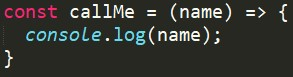 const callMe = (name) => {
  console.log(name);
}